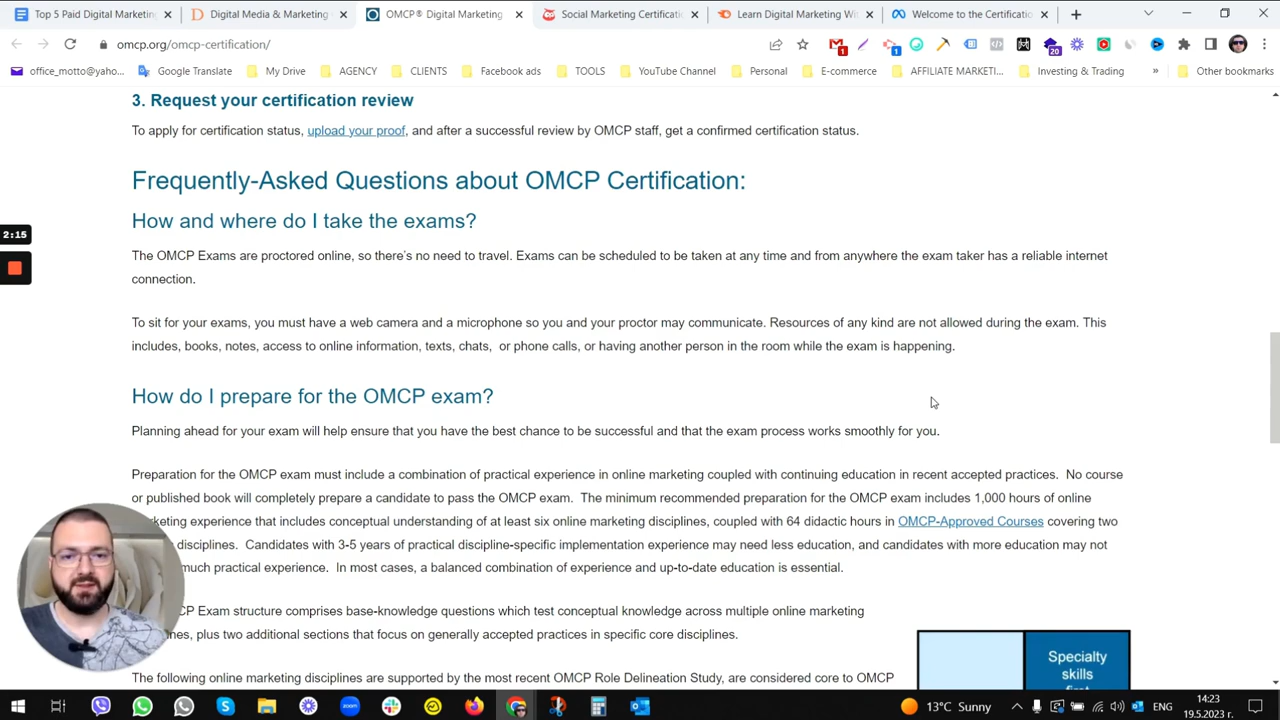 Top 5 Paid Digital Marketing
Digital Media & Marketing
OMCP® Digital Marketing
Social Marketing Certificati
Learn Digital Marketing Wit
Welcome to the Certificatio
omcp.org/omcp-certification/
1
1
20
office_motto@yaho...
Google Translate
My Drive
AGENCY
CLIENTS
Facebook ads
TOOLS
YouTube Channel
Personal
E-commerce
AFFILIATE MARKETI...
Investing & Trading
»
Other bookmarks
3. Request your certification review
To apply for certification status, upload your proof, and after a successful review by OMCP staff, get a confirmed certification status.
Frequently-Asked Questions about OMCP Certification:
How and where do I take the exams?
2:15
The OMCP Exams are proctored online, so there's no need to travel. Exams can be scheduled to be taken at any time and from anywhere the exam taker has a reliable internet
connection.
To sit for your exams, you must have a web camera and a microphone so you and your proctor may communicate. Resources of any kind are not allowed during the exam. This
includes, books, notes, access to online information, texts, chats, or phone calls, or having another person in the room while the exam is happening.
How do I prepare for the OMCP exam?
Planning ahead for your exam will help ensure that you have the best chance to be successful and that the exam process works smoothly for you.
Preparation for the OMCP exam must include a combination of practical experience in online marketing coupled with continuing education in recent accepted practices. No course
or published book will completely prepare a candidate to pass the OMCP exam. The minimum recommended preparation for the OMCP exam includes 1,000 hours of online
keting experience that includes conceptual understanding of at least six online marketing disciplines, coupled with 64 didactic hours in OMCP-Approved Courses covering two
disciplines. Candidates with 3-5 years of practical discipline-specific implementation experience may need less education, and candidates with more education may not
much practical experience. In most cases, a balanced combination of experience and up-to-date education is essential.
CP Exam structure comprises base-knowledge questions which test conceptual knowledge across multiple online marketing
nes, plus two additional sections that focus on generally accepted practices in specific core disciplines.
The following online marketing disciplines are supported by the most recent OMCP Role Delineation Study, are considered core to OMCP
Specialty
skills
first
zoom
13°C Sunny
ENG
14:23
19.5.2023 г.